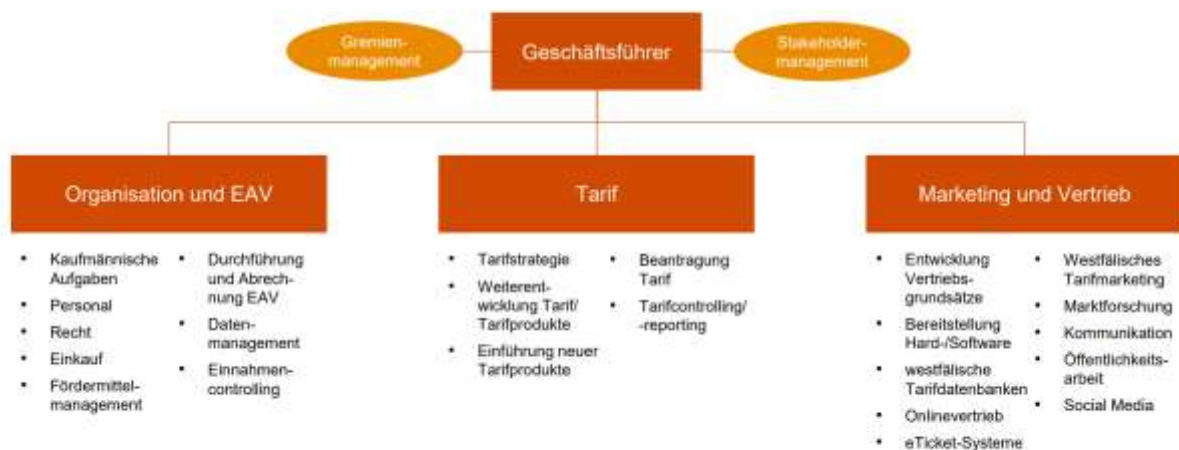 Gremien-
management
Geschäftsführer
Stakeholder-
management
Organisation und EAV
Tarif
Marketing und Vertrieb
Kaufmännische
Aufgaben
Personal
Recht
Einkauf
Fördermittel-
management
Durchführung
und Abrech-
nung EAV
Daten-
management
Einnahmen-
controlling
Tarifstrategie
Weiterent-
wicklung Tarif/
Tarifprodukte
Einführung neuer
Tarifprodukte
Beantragung
Tarif
Tarifcontrolling/
-reporting
Entwicklung
Vertriebs-
grundsätze
Bereitstellung
Hard-/Software
westfälische
Tarifdatenbanken
Onlinevertrieb
eTicket-Systeme
Westfälisches
Tarifmarketing
Marktforschung
Kommunikation
Öffentlichkeits-
arbeit
Social Media